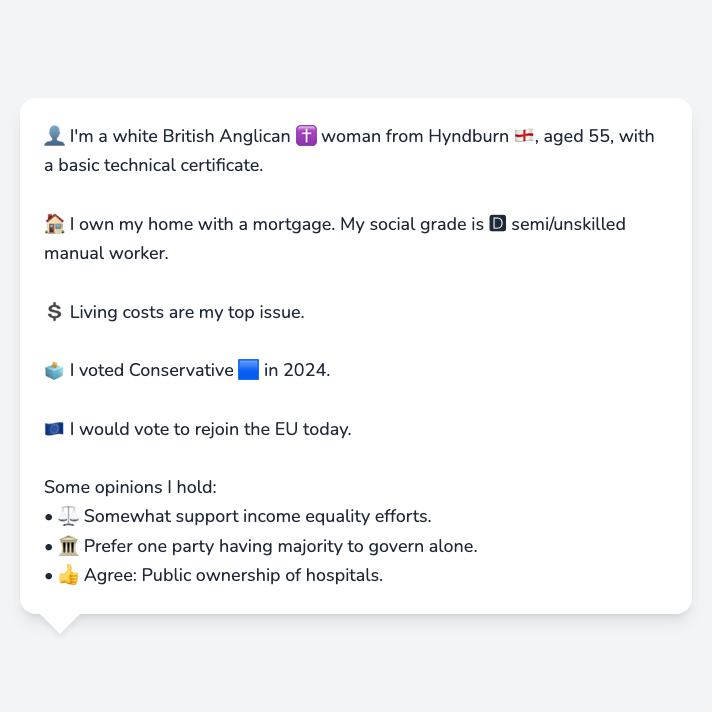 👤 I'm a white British Anglican ✝️ woman from Hyndburn 🏴󠁧󠁢󠁥󠁮󠁧󠁿, aged 55, with
a basic technical certificate.
🏠 I own my home with a mortgage. My social grade is 🅳 semi/unskilled
manual worker.
💲 Living costs are my top issue.
🗳️ I voted Conservative 🟦 in 2024.
🇪🇺 I would vote to rejoin the EU today.
Some opinions I hold:
• ⚖️ Somewhat support income equality efforts.
• 🏛️ Prefer one party having majority to govern alone.
• 👍 Agree: Public ownership of hospitals.